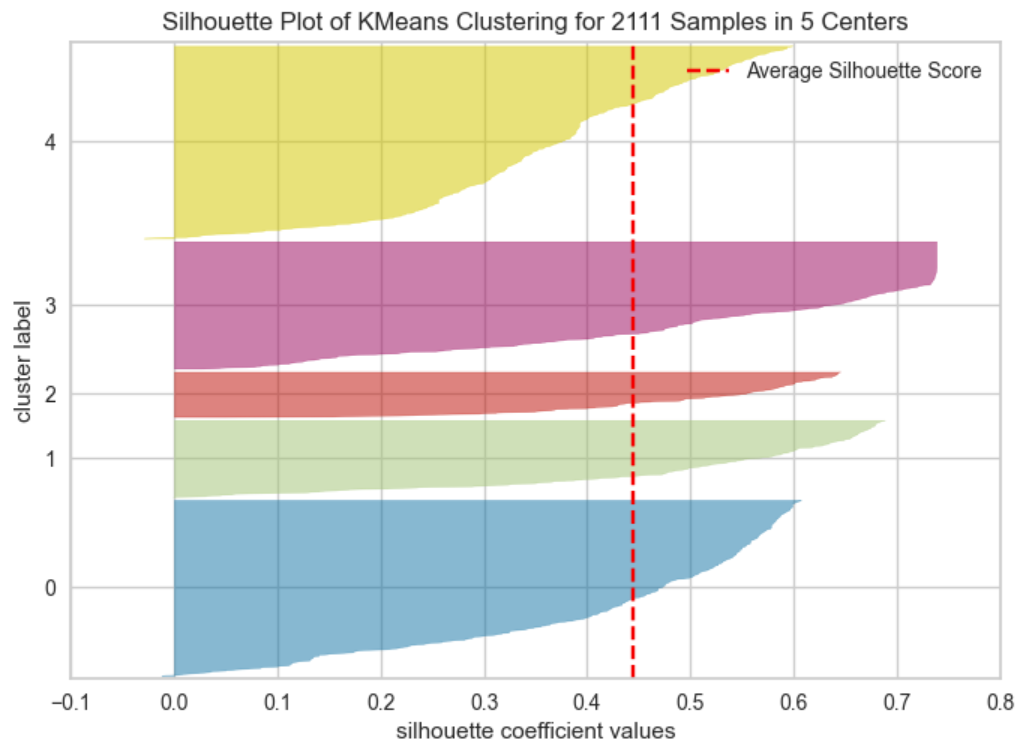 Silhouette Plot of KMeans Clustering for 2111 Samples in 5 Centers
Average Silhouette Score
4
3
2
1
0
cluster label
−0.1 0.0 0.1 0.2 0.3 0.4 0.5 0.6 0.7 0.8
silhouette coefficient values